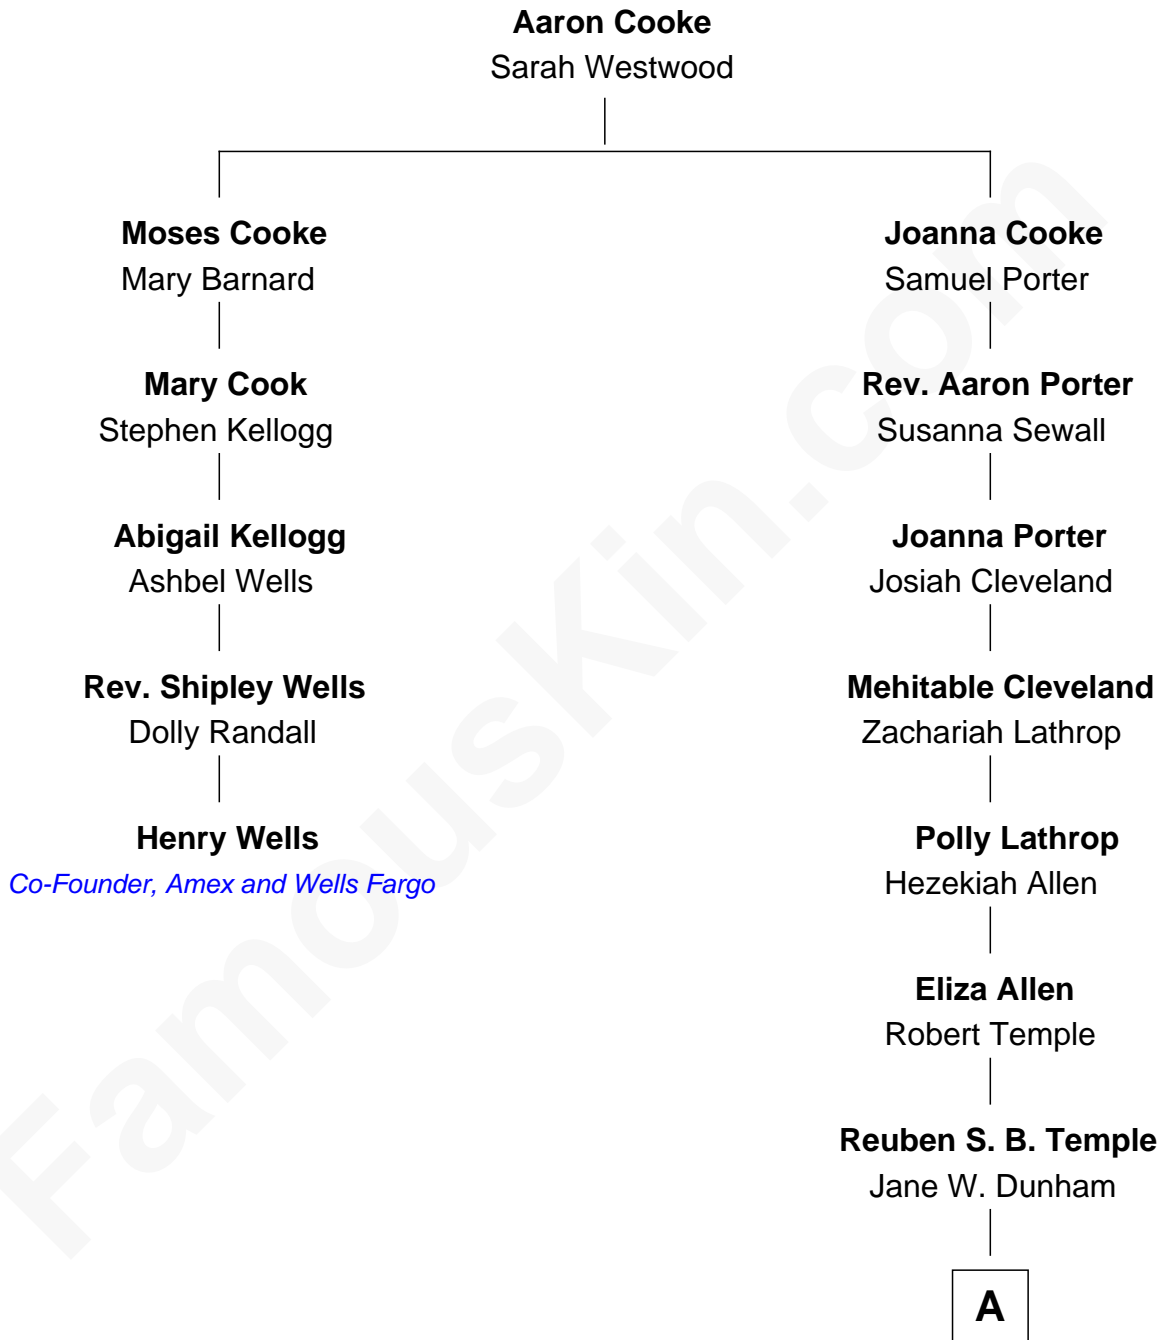 Aaron Cooke
Sarah Westwood
Moses Cooke
Mary Barnard
Joanna Cooke
Samuel Porter
Mary Cook
Stephen Kellogg
Rev. Aaron Porter
Susanna Sewall
Abigail Kellogg
Ashbel Wells
Joanna Porter
Josiah Cleveland
Rev. Shipley Wells
Dolly Randall
Mehitable Cleveland
Zachariah Lathrop
Henry Wells
Co-Founder, Amex and Wells Fargo
Polly Lathrop
Hezekiah Allen
Eliza Allen
Robert Temple
Reuben S. B. Temple
Jane W. Dunham
A
FamousKin.com